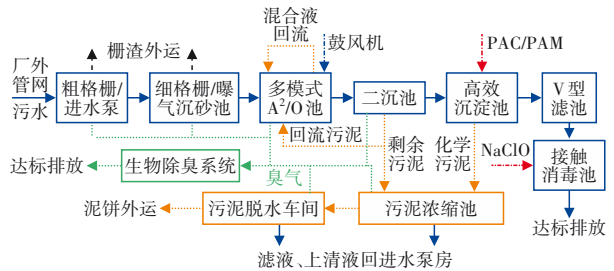 混合液
回流
栅渣外运
鼓风机
PAC/PAM
厂外
管网
污水
粗格栅/
进水泵
细格栅/曝
气沉砂池
多模式
A²/O池
二沉池
高效
沉淀池
V型
滤池
回流污泥
剩余
污泥
化学
污泥
NaClO
接触
消毒池
达标排放
生物除臭系统
臭气
泥饼外运
污泥脱水车间
污泥浓缩池
达标排放
滤液、上清液回进水泵房